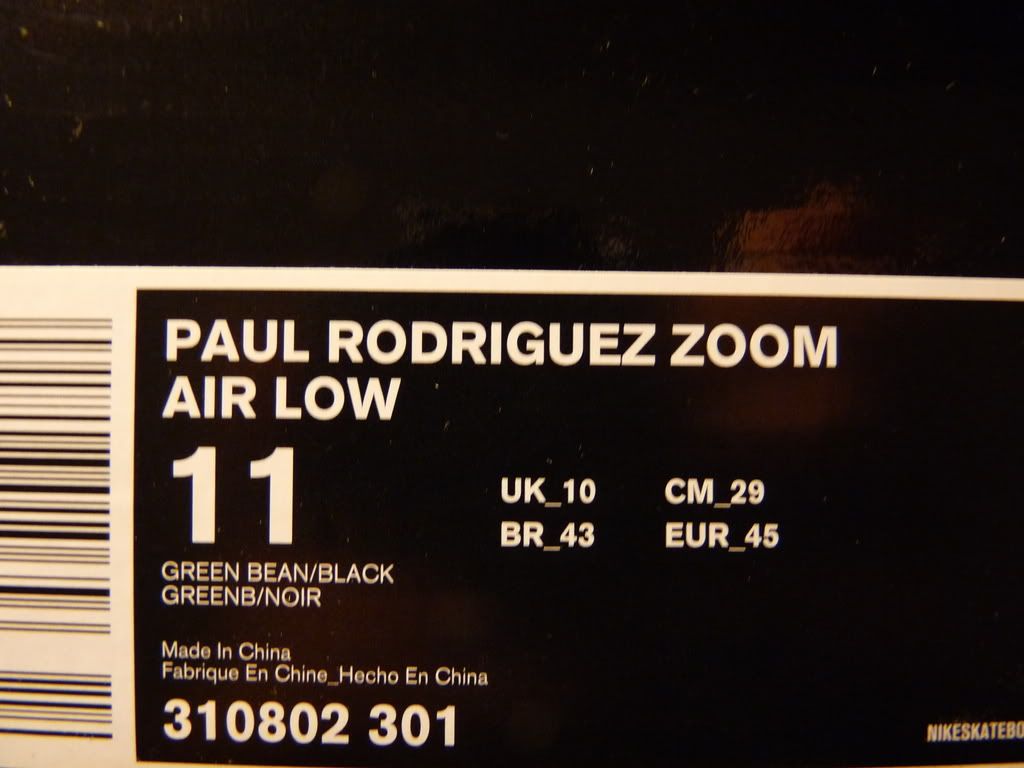 PAUL RODRIGUEZ ZOOM
AIR LOW
11
UK_10 CM_29
BR_43 EUR_45
GREEN BEAN/BLACK
GREENB/NOIR
Made In China
Fabrique En Chine_Hecho En China
310802 301
NIKESKATEBO